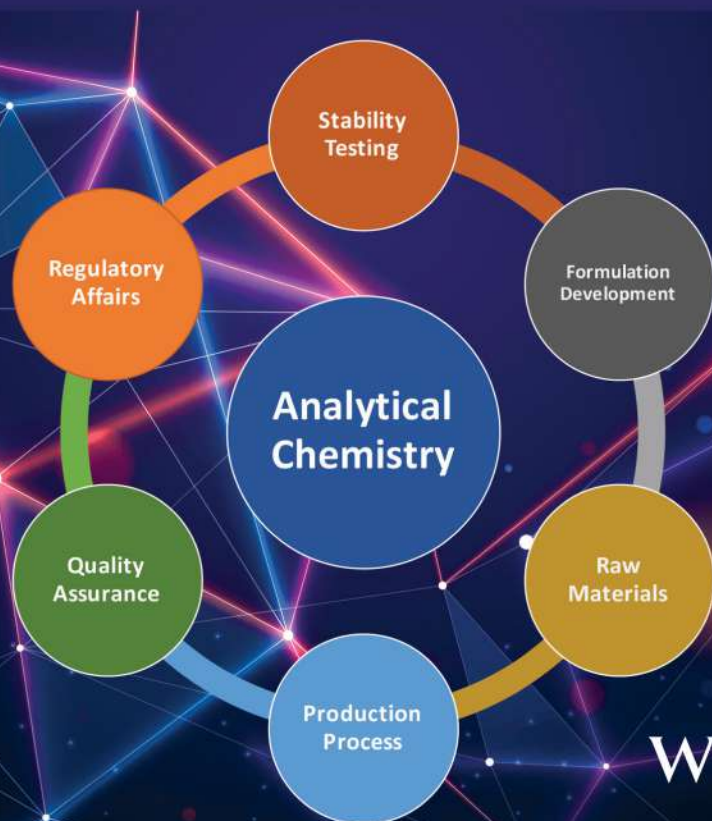 Stability
Testing
Regulatory
Affairs
Formulation
Development
Analytical
Chemistry
Quality
Assurance
Raw
Materials
Production
Process
W